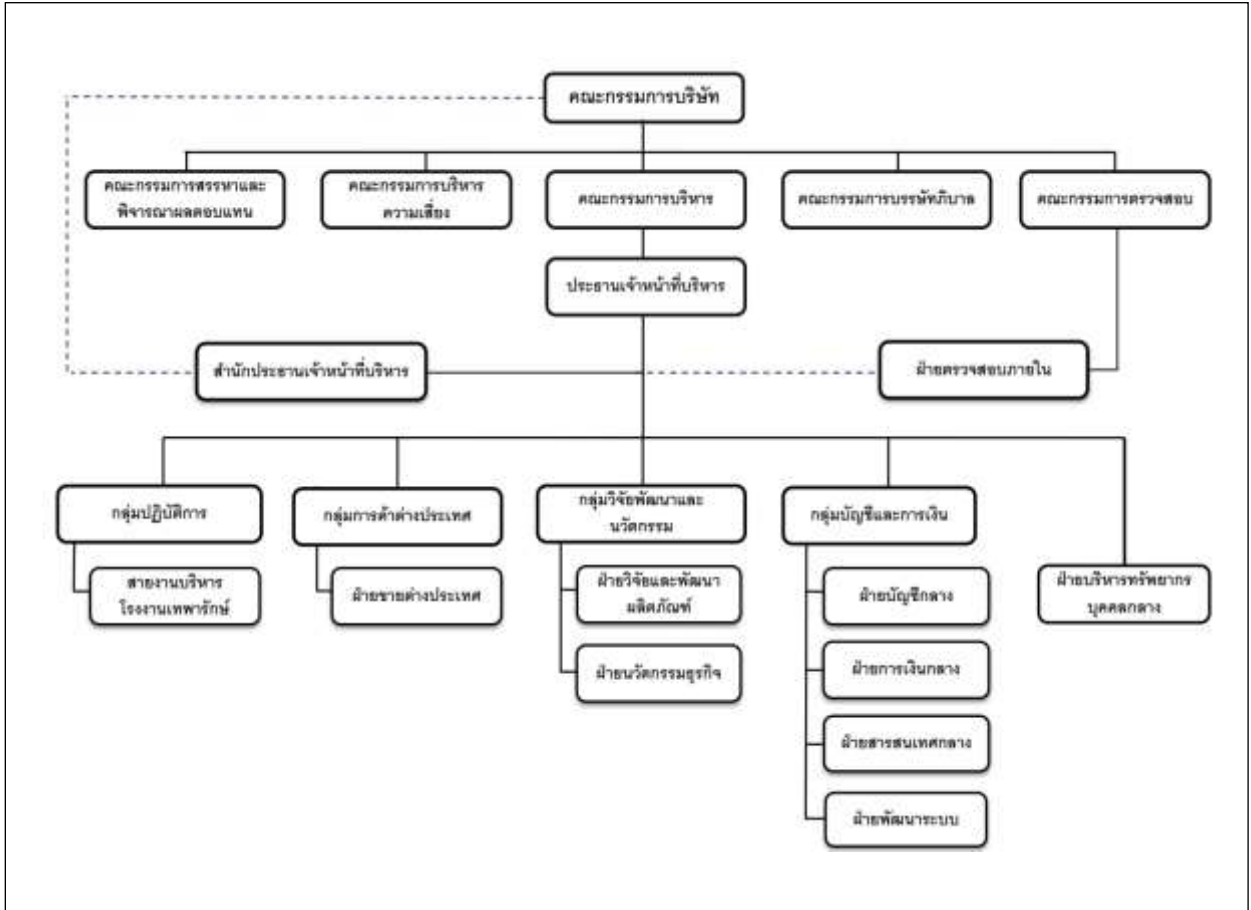 คณะกรรมการบริษัท
คณะกรรมการสรรหาและ
พิจารณาผลตอบแทน
คณะกรรมการบริหาร
ความเสี่ยง
คณะกรรมการบริหาร
คณะกรรมการบรรษัทภิบาล
คณะกรรมการตรวจสอบ
ประธานเจ้าหน้าที่บริหาร
สำนักประธานเจ้าหน้าที่บริหาร
ฝ่ายตรวจสอบภายใน
กลุ่มปฏิบัติการ
สายงานบริหาร
โรงงานเทพารักษ์
กลุ่มการค้าต่างประเทศ
ฝ่ายขายต่างประเทศ
กลุ่มวิจัยพัฒนาและ
นวัตกรรม
ฝ่ายวิจัยและพัฒนา
ผลิตภัณฑ์
ฝ่ายนวัตกรรมธุรกิจ
กลุ่มบัญชีและการเงิน
ฝ่ายบัญชีกลาง
ฝ่ายการเงินกลาง
ฝ่ายสารสนเทศกลาง
ฝ่ายพัฒนาระบบ
ฝ่ายบริหารทรัพยากร
บุคคลกลาง